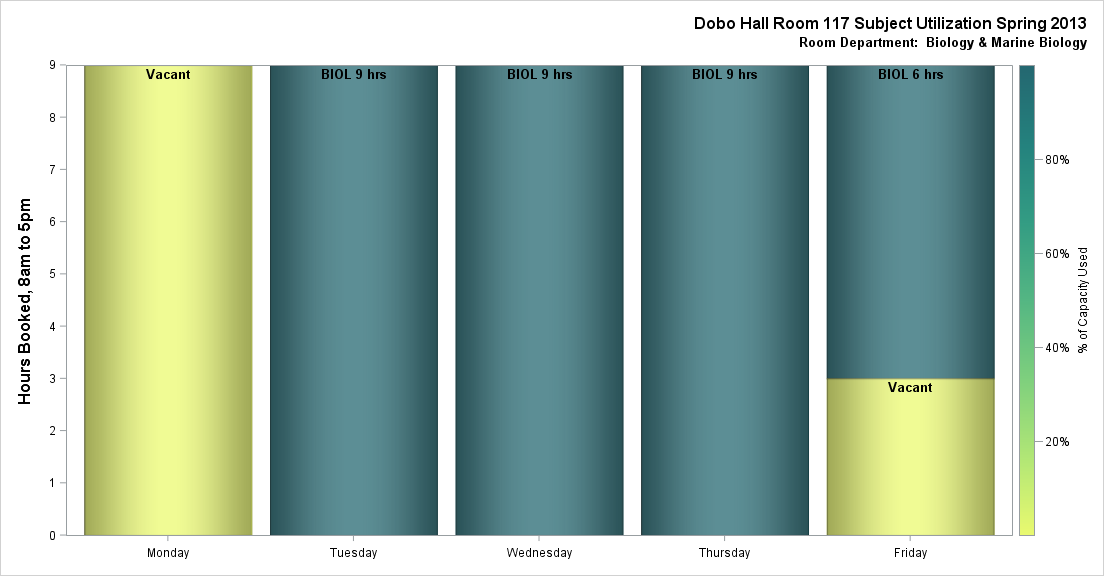 Dobo Hall Room 117 Subject Utilization Spring 2013
Room Department: Biology & Marine Biology
Hours Booked, 8am to 5pm
9
8
7
6
5
4
3
2
1
0
Vacant
BIOL 9 hrs
BIOL 9 hrs
BIOL 9 hrs
BIOL 6 hrs
Vacant
Monday
Tuesday
Wednesday
Thursday
Friday
80%
60%
40%
20%
% of Capacity Used